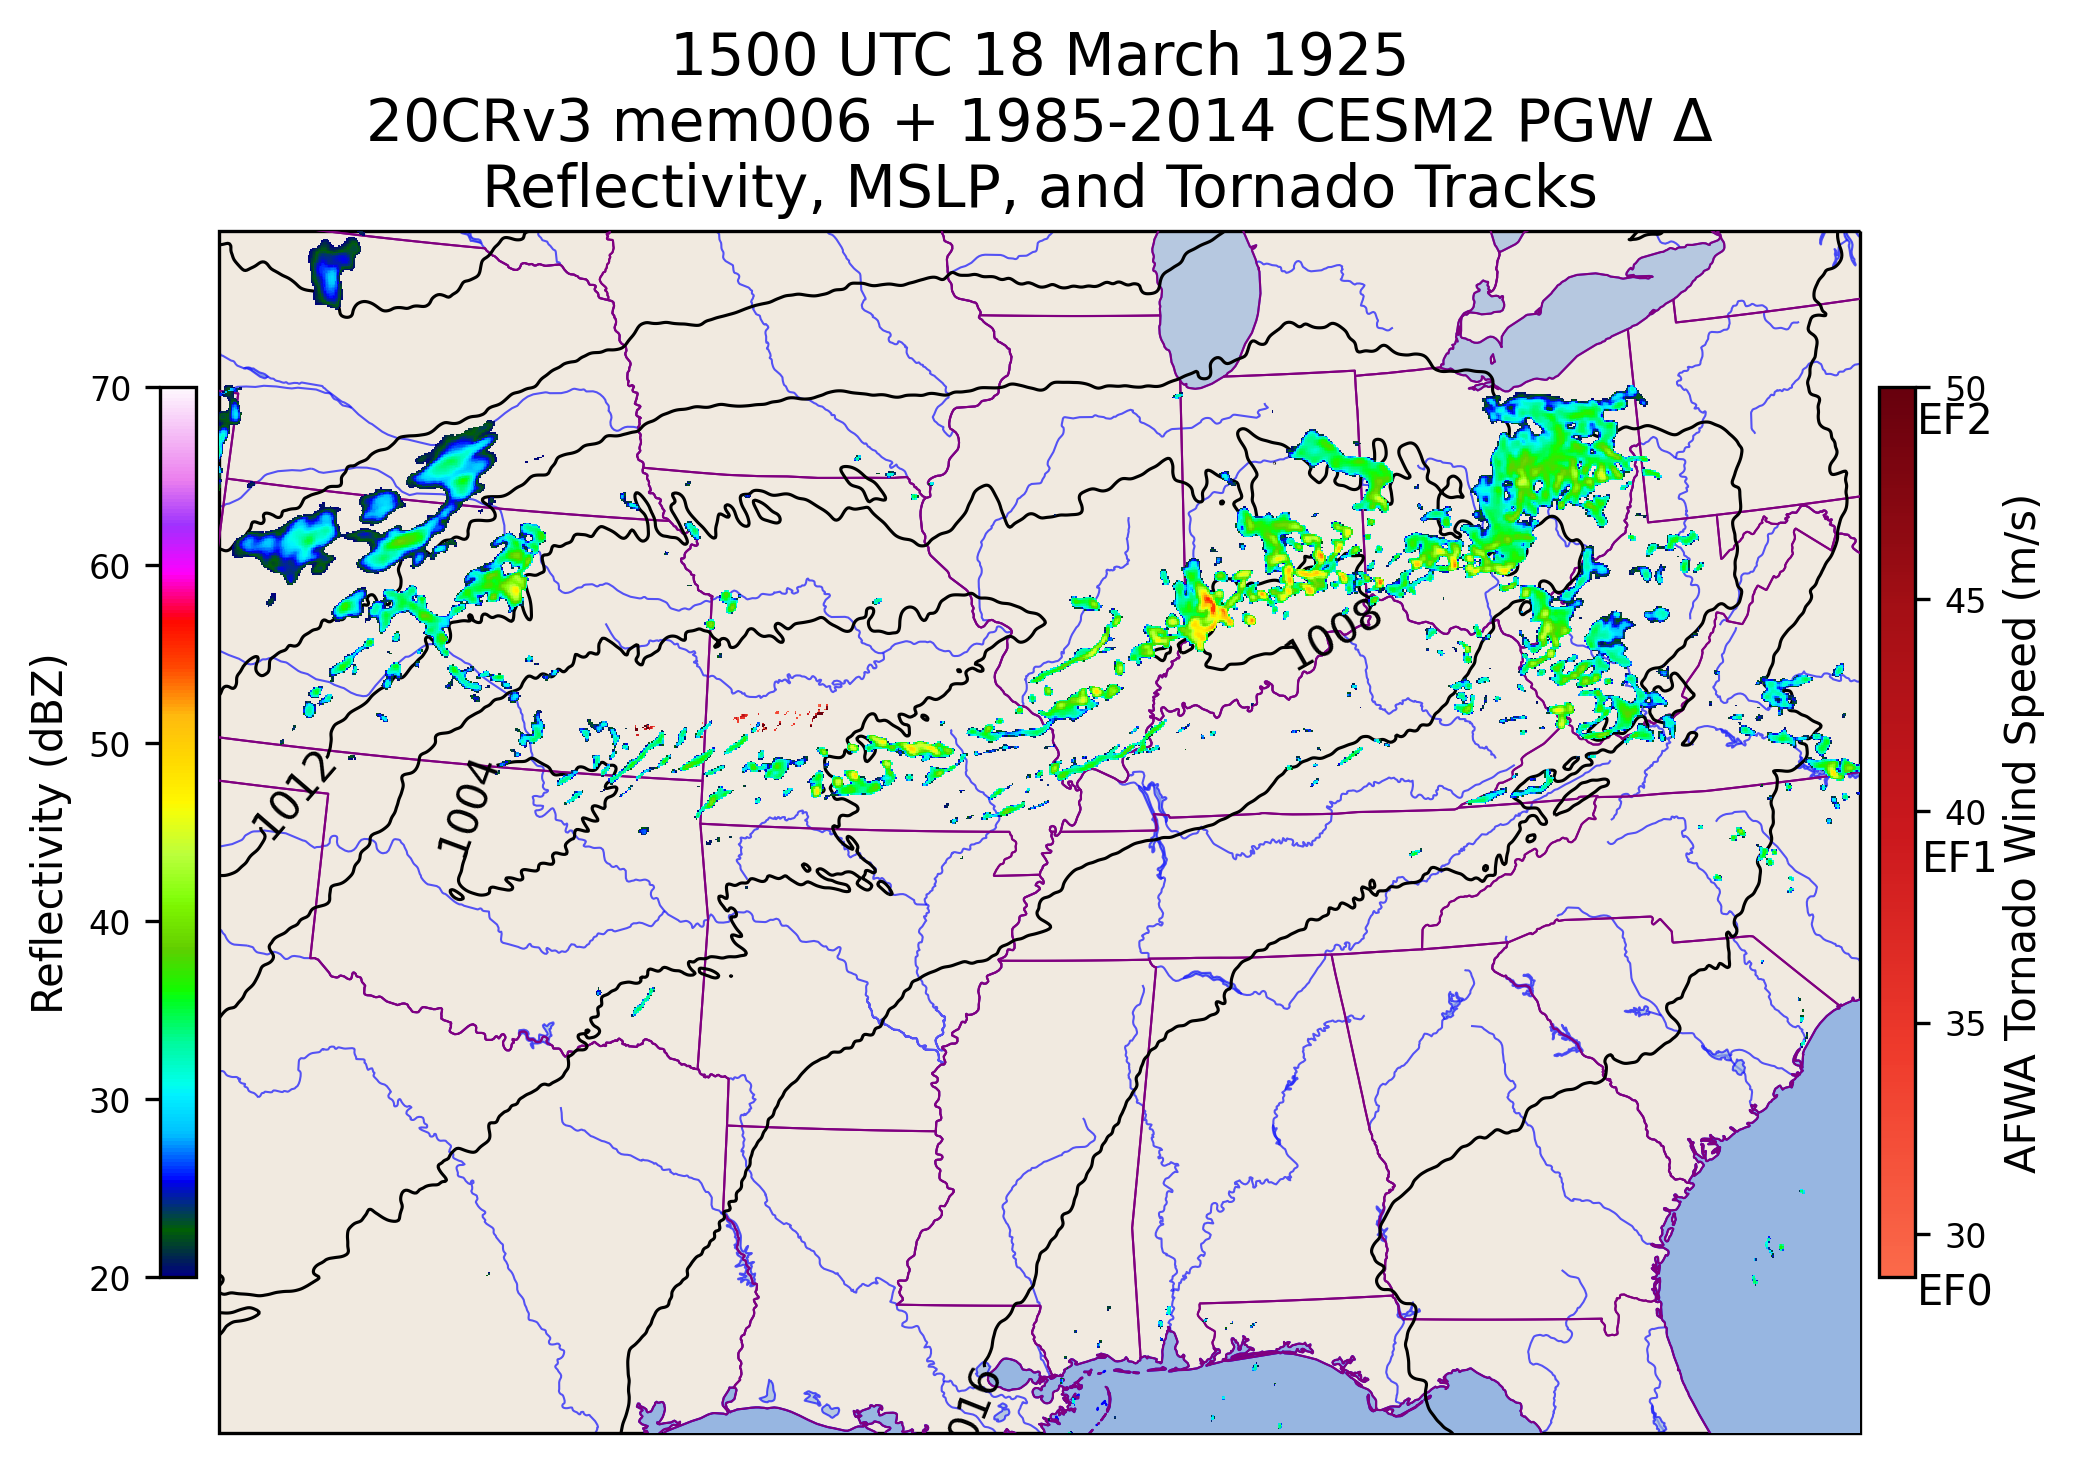 1500 UTC 18 March 1925
20CRv3 mem006 + 1985-2014 CESM2 PGW Δ
Reflectivity, MSLP, and Tornado Tracks
70
60
50
40
30
20
Reflectivity (dBZ)
1008
1012
1004
016
50
EF2
45
40
EF1
35
30
EF0
AFWA Tornado Wind Speed (m/s)